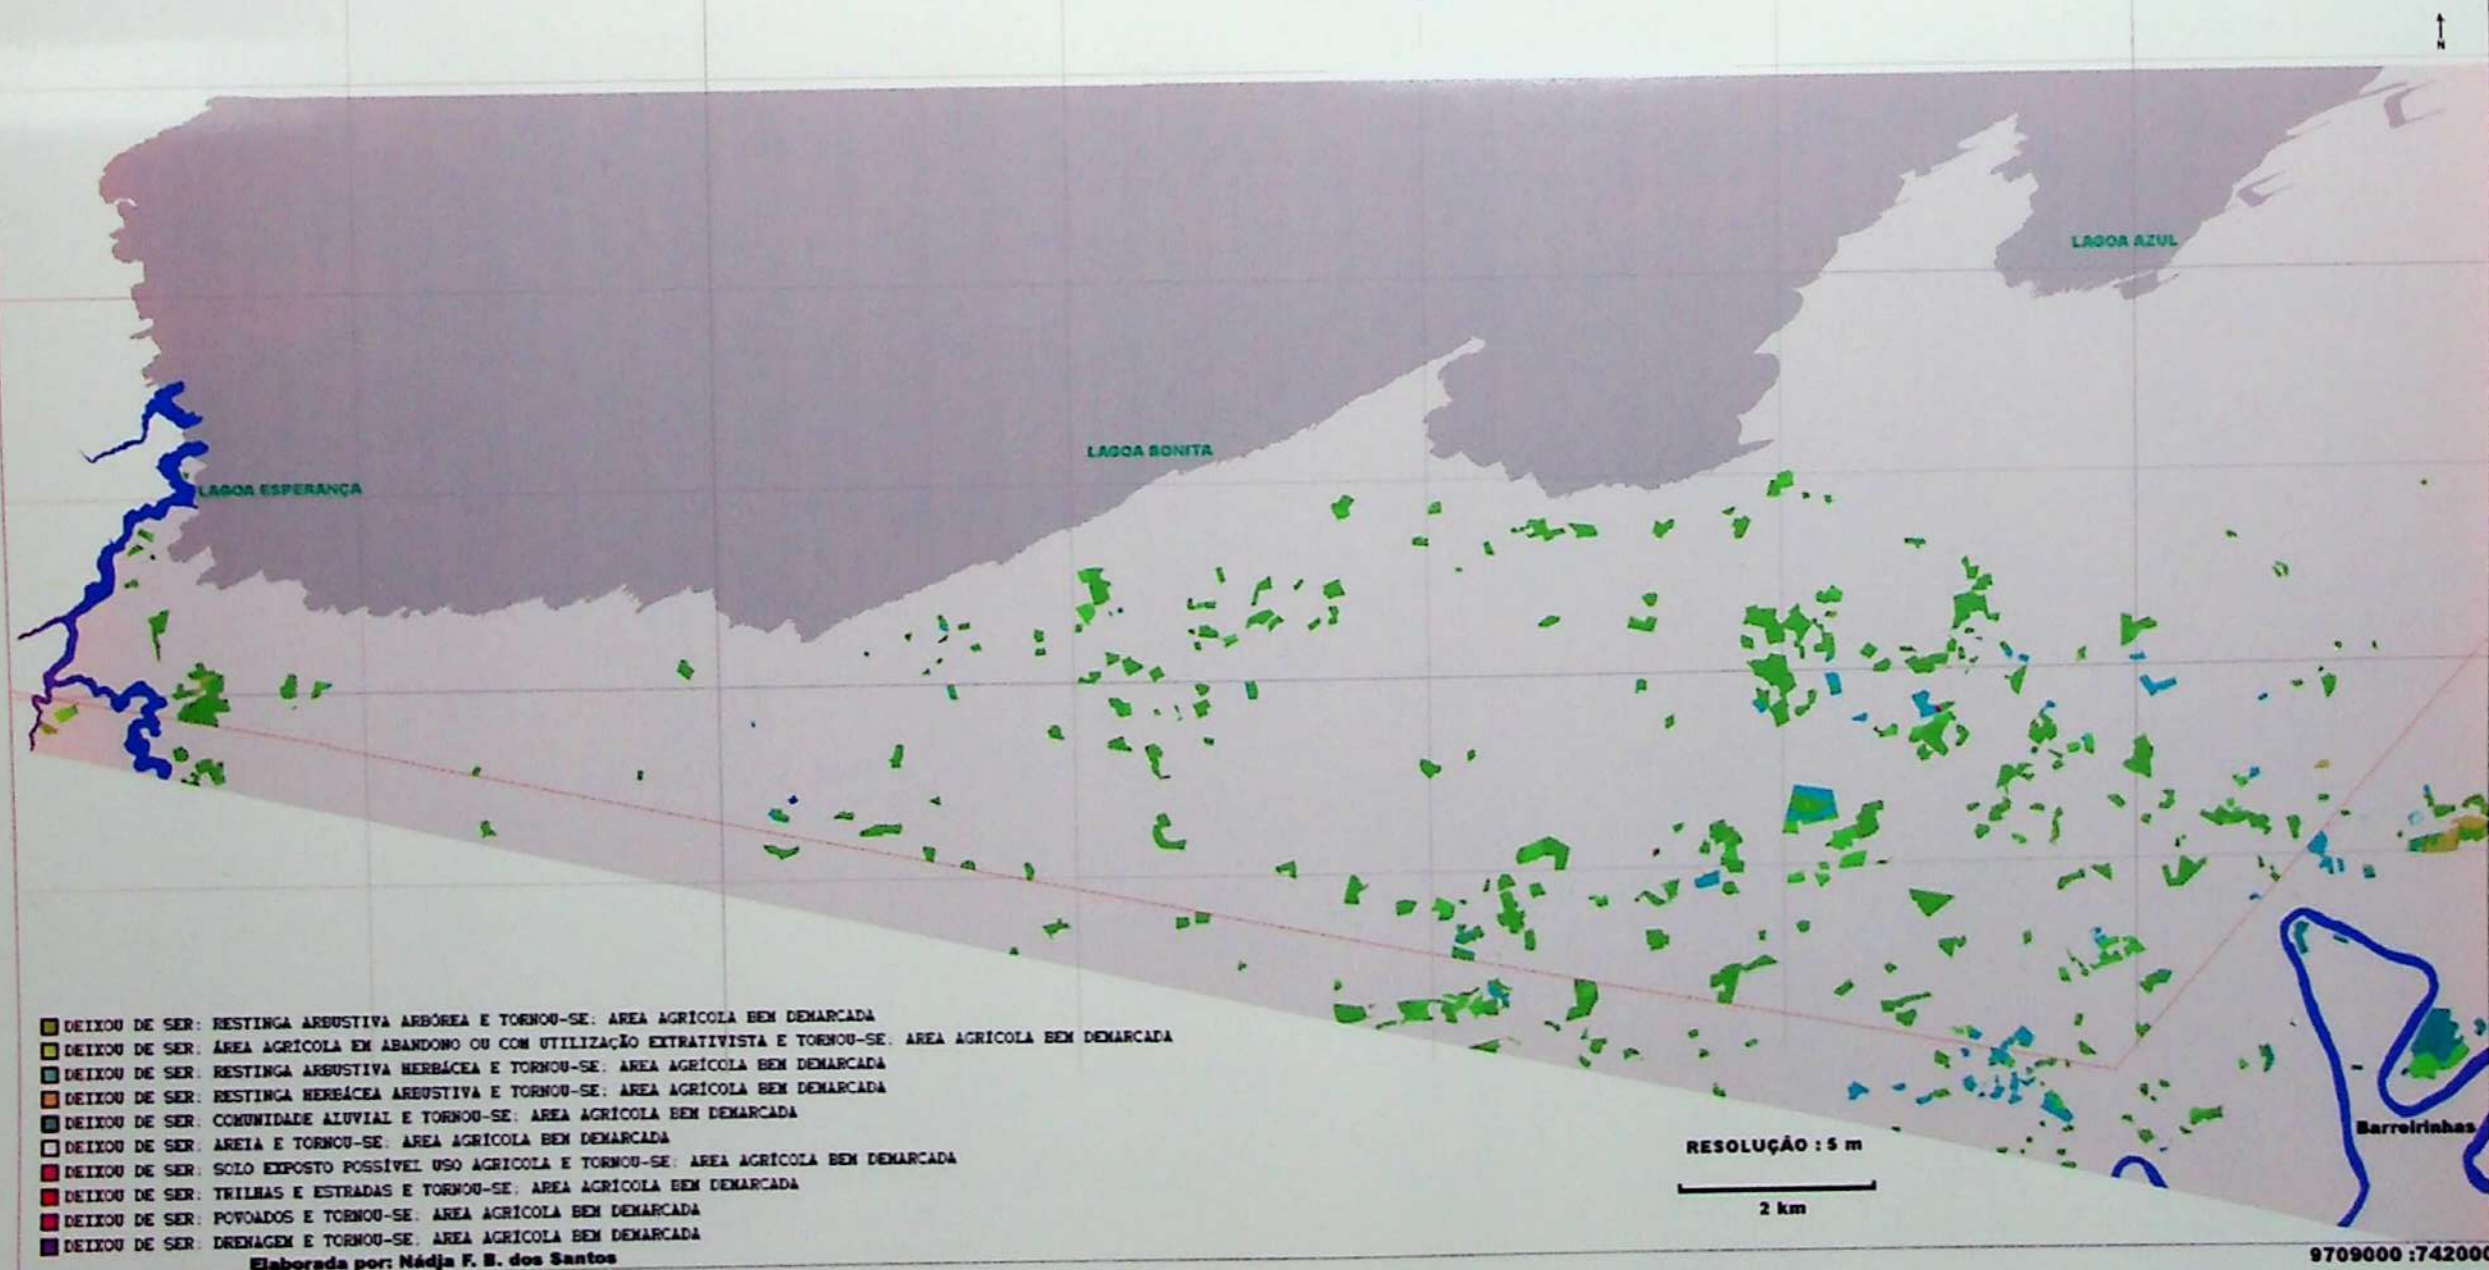 N
LAGOA AZUL
LAGOA BONITA
LAGOA ESPERANÇA
DEIXOU DE SER: RESTINGA ARBUSTIVA ARBÓREA E TORNOU-SE: AREA AGRÍCOLA BEM DEMARCADA
DEIXOU DE SER: ÁREA AGRÍCOLA EM ABANDONO OU COM UTILIZAÇÃO EXTRATIVISTA E TORNOU-SE: AREA AGRICOLA BEM DEMARCADA
DEIXOU DE SER: RESTINGA ARBUSTIVA HERBÁCEA E TORNOU-SE: AREA AGRÍCOLA BEM DEMARCADA
DEIXOU DE SER: RESTINGA HERBÁCEA ARBUSTIVA E TORNOU-SE: AREA AGRÍCOLA BEM DEMARCADA
DEIXOU DE SER: COMUNIDADE ALUVIAL E TORNOU-SE: AREA AGRÍCOLA BEM DEMARCADA
DEIXOU DE SER: AREIA E TORNOU-SE: AREA AGRÍCOLA BEM DEMARCADA
DEIXOU DE SER: SOLO EXPOSTO POSSÍVEL USO AGRICOLA E TORNOU-SE: AREA AGRÍCOLA BEM DEMARCADA
DEIXOU DE SER: TRILHAS E ESTRADAS E TORNOU-SE: AREA AGRÍCOLA BEM DEMARCADA
DEIXOU DE SER: POVOADOS E TORNOU-SE: AREA AGRÍCOLA BEM DEMARCADA
DEIXOU DE SER: DRENAGEM E TORNOU-SE: AREA AGRÍCOLA BEM DEMARCADA
Elaborada por: Nádja F. B. dos Santos
Barreirinhas
RESOLUÇÃO : 5 m
2 km
9709000 :742000